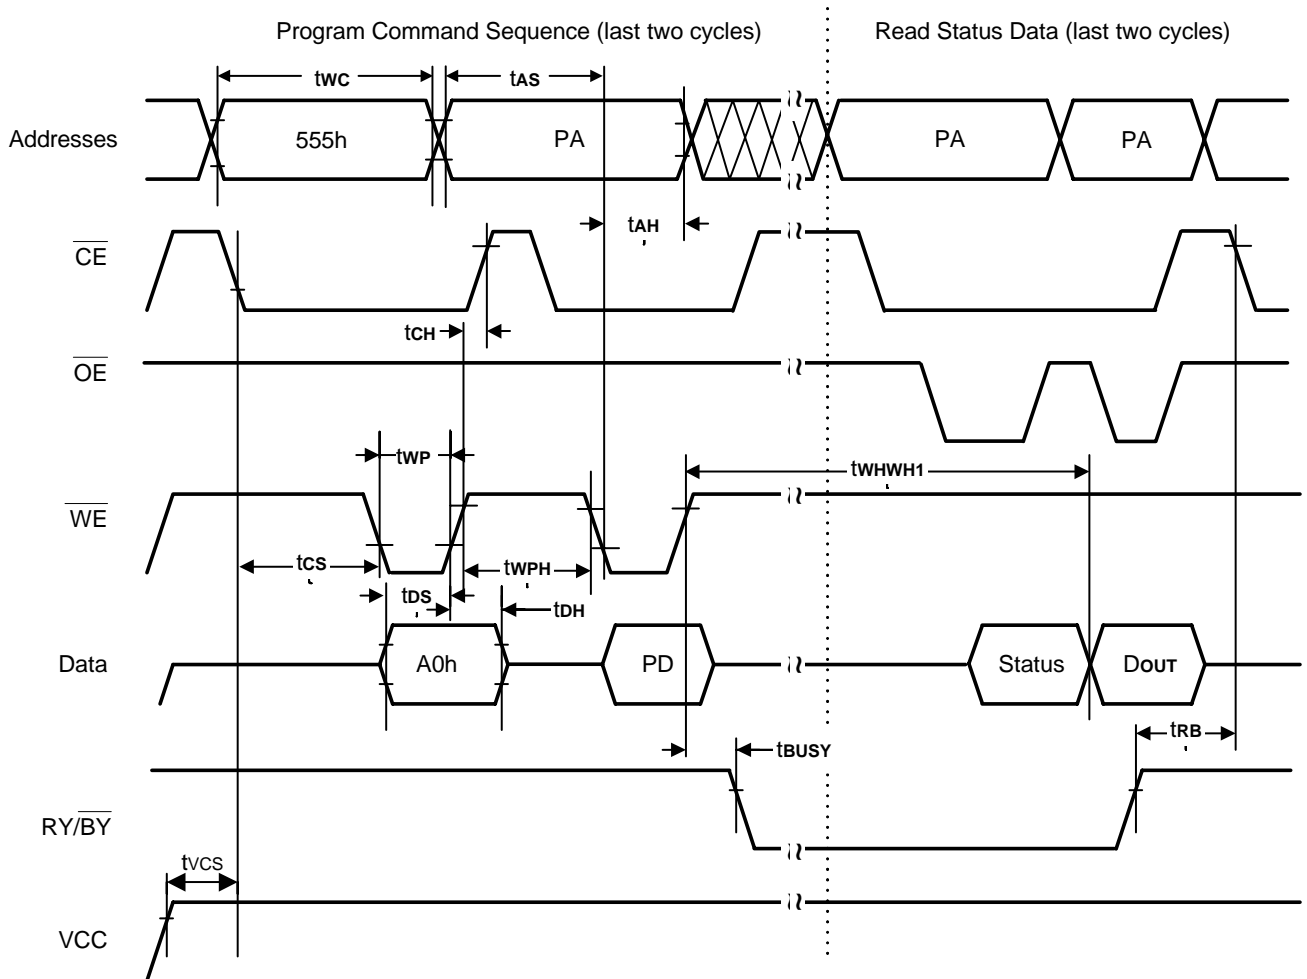 Program Command Sequence (last two cycles)
Read Status Data (last two cycles)
tWC
tAS
Addresses
555h
PA
PA
PA
tAH
CE
tCH
OE
tWP
tWHWH1
WE
tCS
tWPH
tDS
tDH
Data
A0h
PD
Status
DOUT
tBUSY
tRB
RY/BY
tVCS
VCC